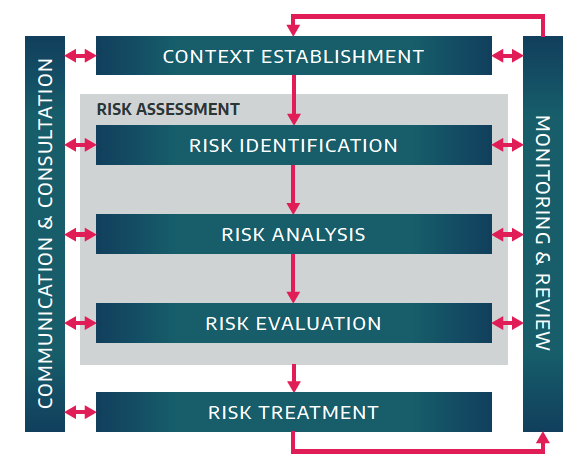 CONTEXT ESTABLISHMENT
RISK ASSESSMENT
RISK IDENTIFICATION
RISK ANALYSIS
RISK EVALUATION
RISK TREATMENT
COMMUNICATION & CONSULTATION
MONITORING & REVIEW